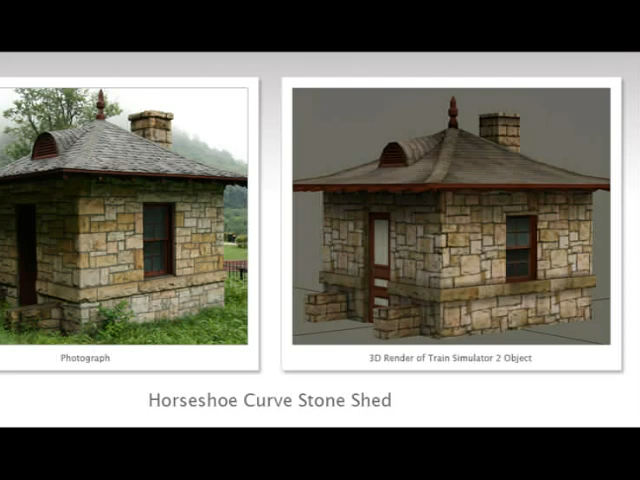 Photograph
3D Render of Train Simulator 2 Object
Horseshoe Curve Stone Shed